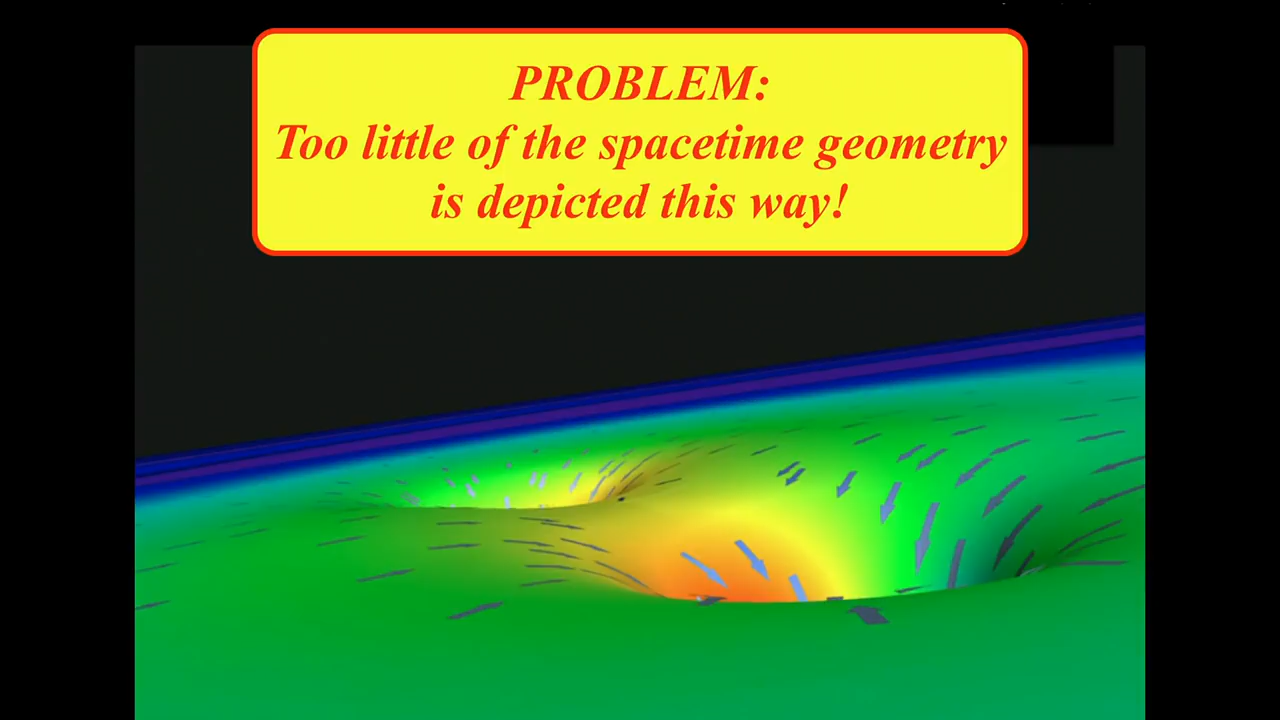 PROBLEM:
Too little of the spacetime geometry
is depicted this way!